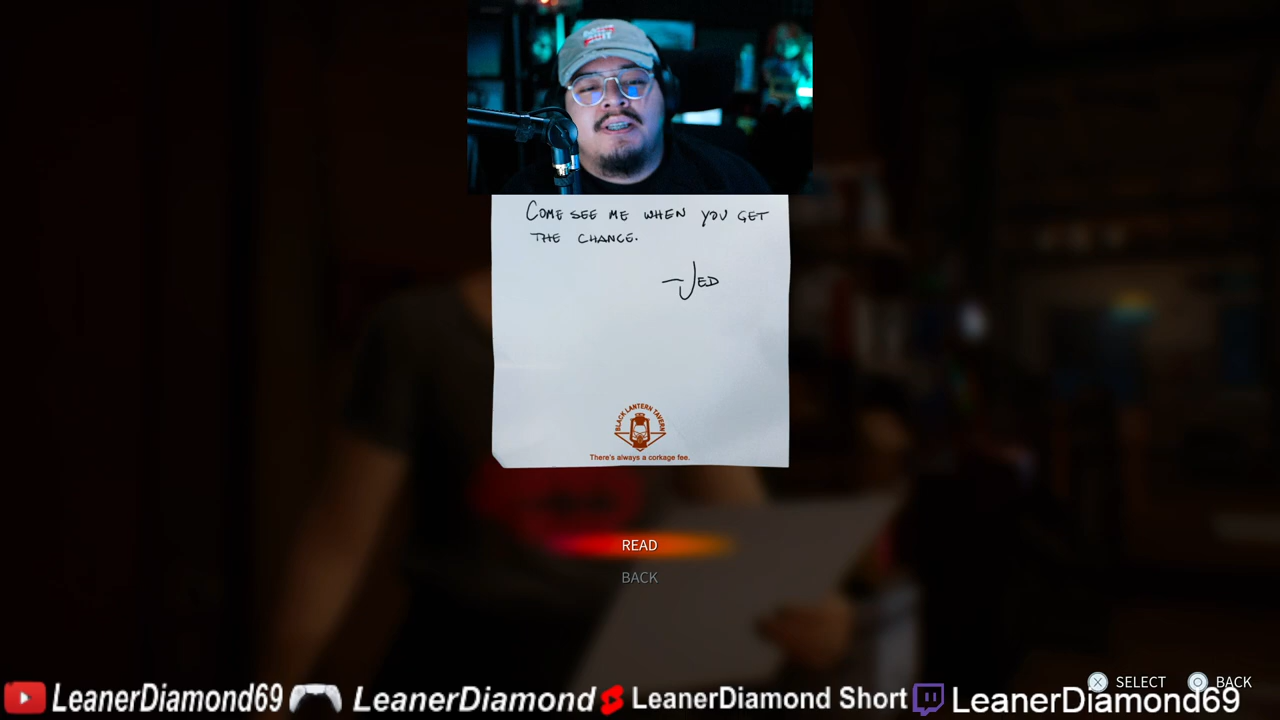 COME SEE ME WHEN YOU GET
THE CHANCE.
—JED
BLACK LANTERN TAVERN
There's always a corkage fee.
READ
BACK
SELECT
BACK
LeanerDiamond69
LeanerDiamond
LeanerDiamond Short
LeanerDiamond69